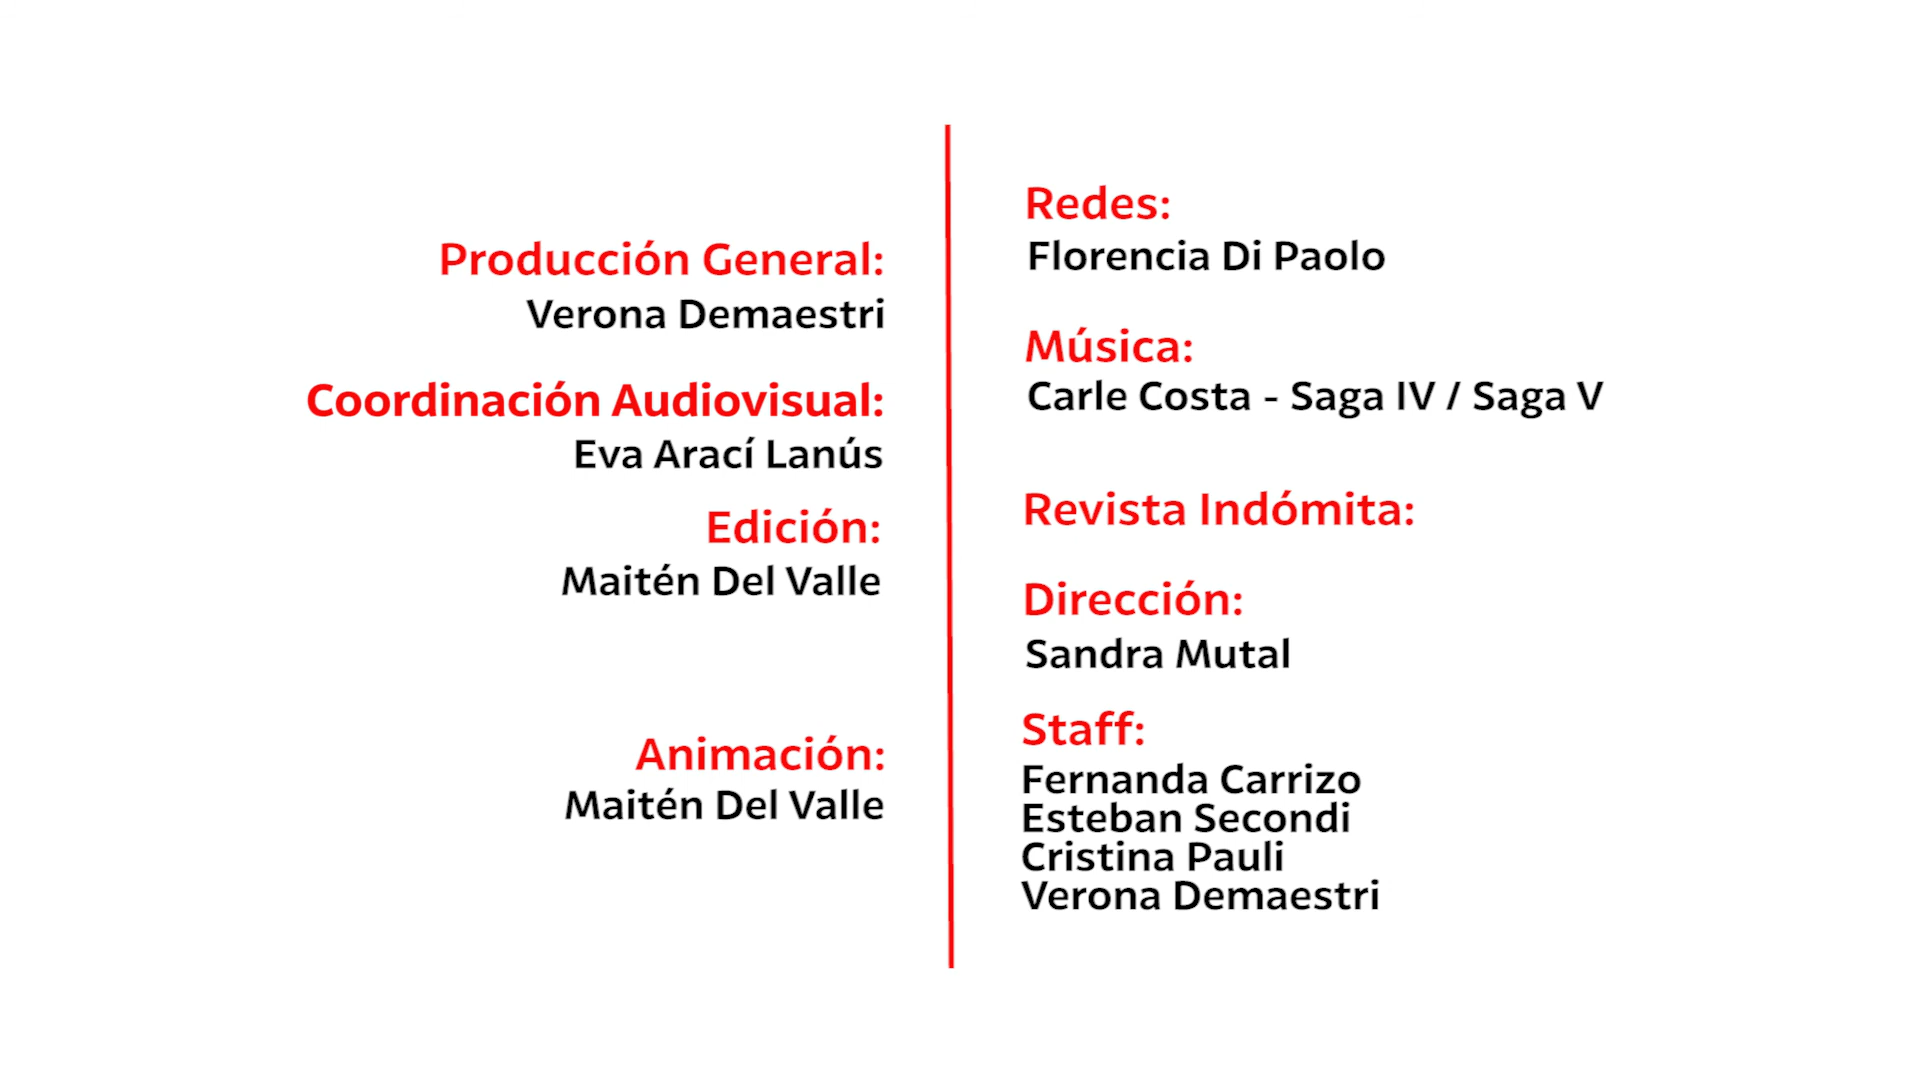 Producción General:
Verona Demaestri
Coordinación Audiovisual:
Eva Arací Lanús
Edición:
Maitén Del Valle
Animación:
Maitén Del Valle
Redes:
Florencia Di Paolo
Música:
Carle Costa - Saga IV / Saga V
Revista Indómita:
Dirección:
Sandra Mutal
Staff:
Fernanda Carrizo
Esteban Secondi
Cristina Pauli
Verona Demaestri